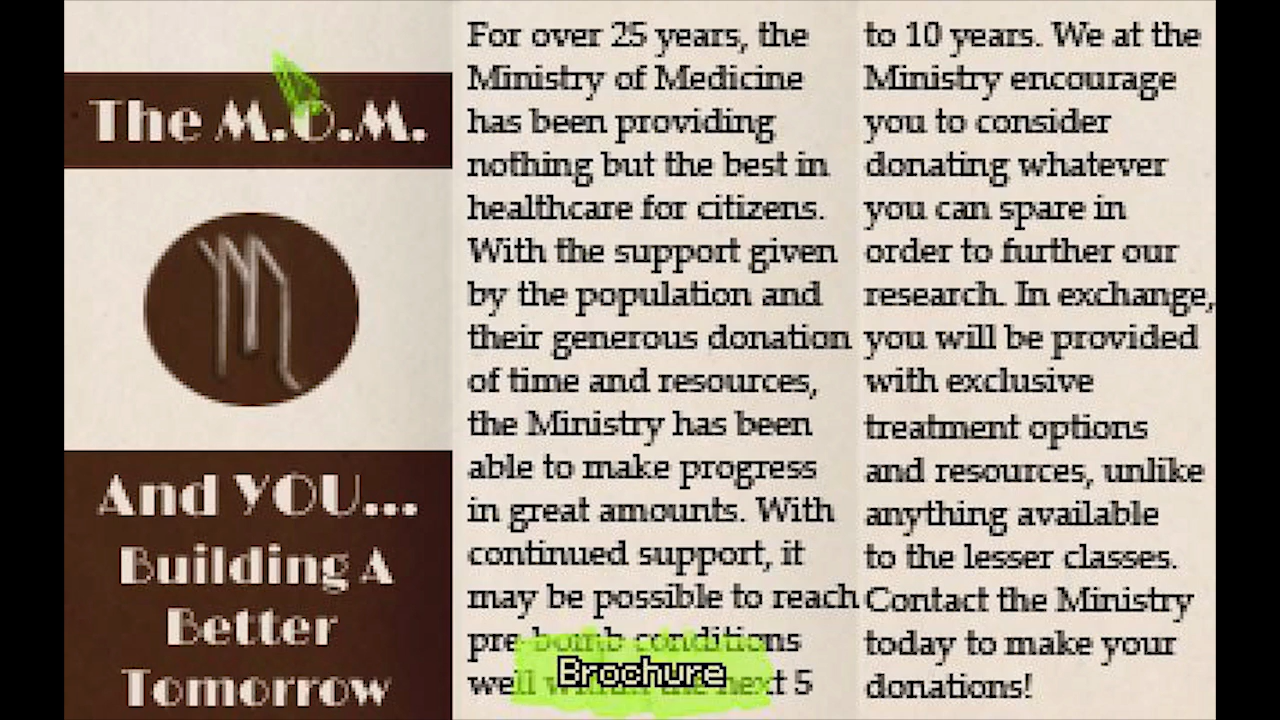 The M.O.M.
And YOU...
Building A
Better
Tomorrow
For over 25 years, the
Ministry of Medicine
has been providing
nothing but the best in
healthcare for citizens.
With the support given
by the population and
their generous donation
of time and resources,
the Ministry has been
able to make progress
in great amounts. With
continued support, it
may be possible to reach
pre-bomb conditions
well within the next 5
to 10 years. We at the
Ministry encourage
you to consider
donating whatever
you can spare in
order to further our
research. In exchange,
you will be provided
with exclusive
treatment options
and resources, unlike
anything available
to the lesser classes.
Contact the Ministry
today to make your
donations!
Brochure